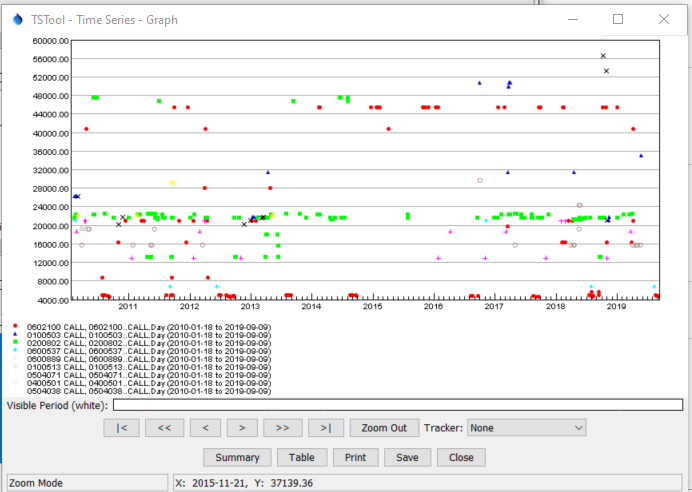 TSTool - Time Series - Graph
60000.00
56000.00
52000.00
48000.00
44000.00
40000.00
36000.00
32000.00
28000.00
24000.00
20000.00
16000.00
12000.00
8000.00
4000.00
2011 2012 2013 2014 2015 2016 2017 2018 2019
0602100 CALL, 0602100..CALL.Day (2010-01-18 to 2019-09-09)
0100503 CALL, 0100503..CALL.Day (2010-01-18 to 2019-09-09)
0200802 CALL, 0200802..CALL.Day (2010-01-18 to 2019-09-09)
0600537 CALL, 0600537..CALL.Day (2010-01-18 to 2019-09-09)
0600889 CALL, 0600889..CALL.Day (2010-01-18 to 2019-09-09)
0100513 CALL, 0100513..CALL.Day (2010-01-18 to 2019-09-09)
0504071 CALL, 0504071..CALL.Day (2010-01-18 to 2019-09-09)
0400501 CALL, 0400501..CALL.Day (2010-01-18 to 2019-09-09)
0504038 CALL, 0504038..CALL.Day (2010-01-18 to 2019-09-09)
Visible Period (white):
|< << < > >> >| Zoom Out Tracker: None
Summary Table Print Save Close
Zoom Mode X: 2015-11-21, Y: 37139.36